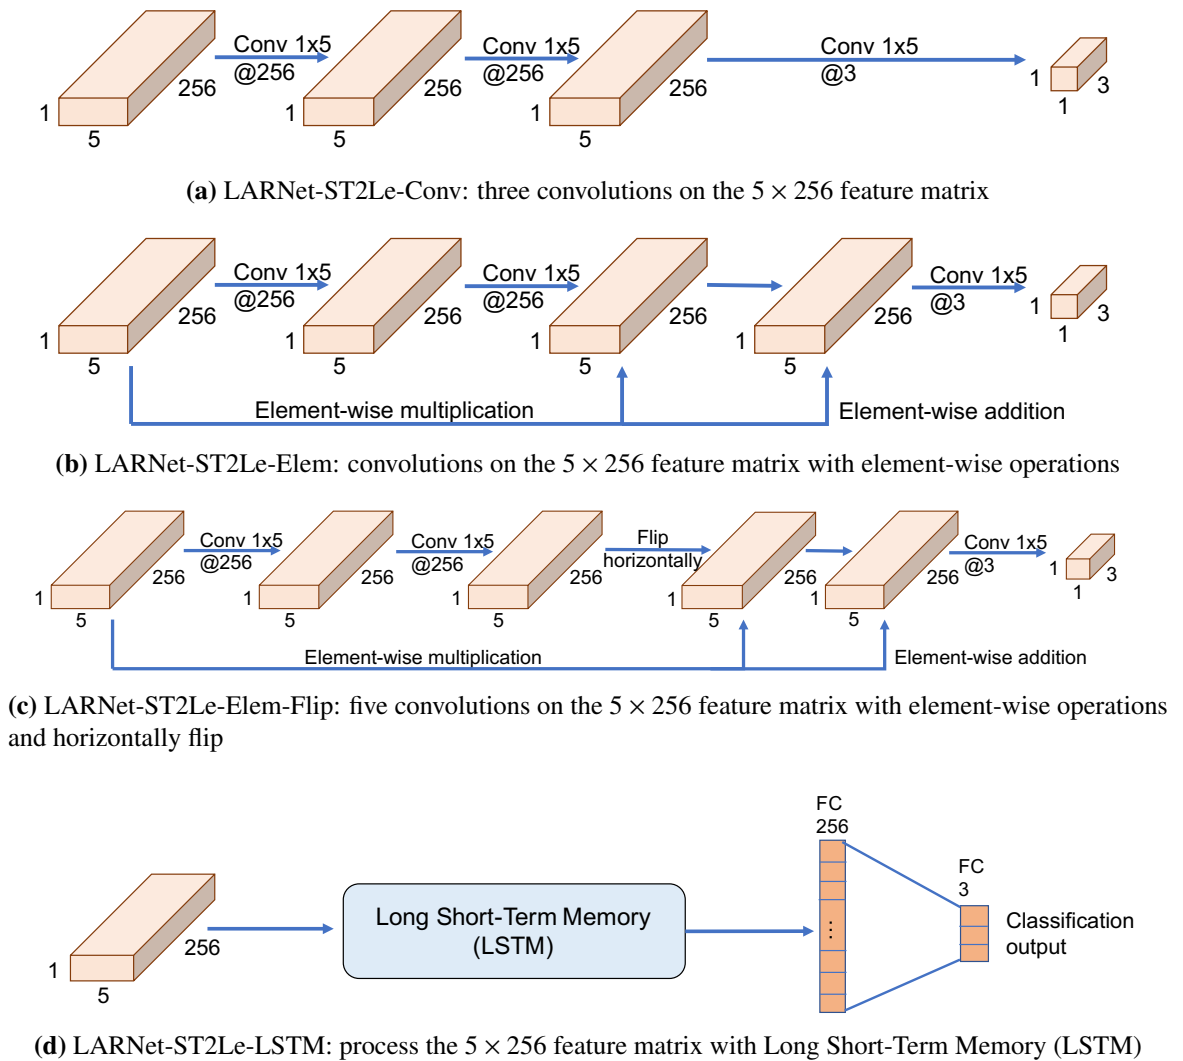 Conv 1x5 Conv 1x5 Conv 1x5
@256 @256 @3
1 256 1 256 1 256 1 3
5 5 5 1
(a) LARNet-ST2Le-Conv: three convolutions on the 5 × 256 feature matrix
Conv 1x5 Conv 1x5 Conv 1x5
@256 @256 @3
1 256 1 256 1 256 1 256 1 3
5 5 5 5 1
Element-wise multiplication Element-wise addition
(b) LARNet-ST2Le-Elem: convolutions on the 5 × 256 feature matrix with element-wise operations
Conv 1x5 Conv 1x5 Flip Conv 1x5
@256 @256 horizontally @3
1 256 1 256 1 256 1 256 1 256 1 3
5 5 5 5 5 1
Element-wise multiplication Element-wise addition
(c) LARNet-ST2Le-Elem-Flip: five convolutions on the 5 × 256 feature matrix with element-wise operations
and horizontally flip
FC
256
FC
3
Long Short-Term Memory Classification
(LSTM) ... output
1 256
5
(d) LARNet-ST2Le-LSTM: process the 5 × 256 feature matrix with Long Short-Term Memory (LSTM)